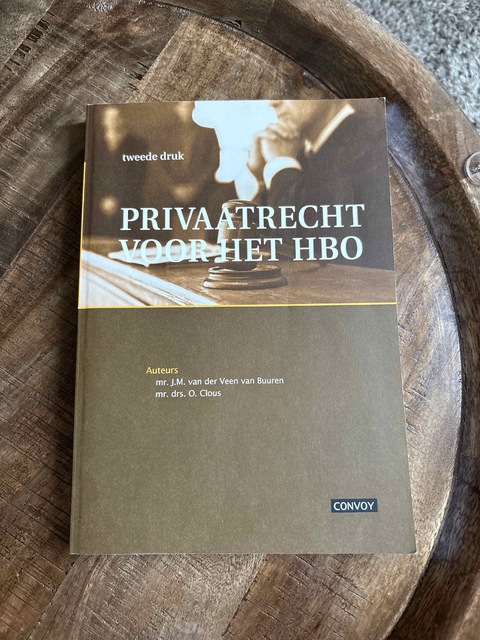 tweede druk
PRIVAATRECHT
VOOR HET HBO
Auteurs
mr. J.M. van der Veen van Buuren
mr. drs. O. Clous
CONVOY